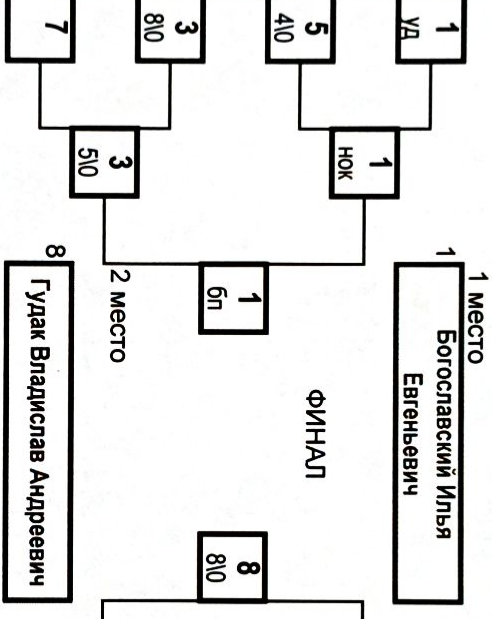 1 место
1
Богославский Илья
Евгеньевич
1
уд
1
нок
ФИНАЛ
5
4\0
1
бп
8
8\0
3
8\0
3
5\0
2 место
7
8
Гудак Владислав Андреевич